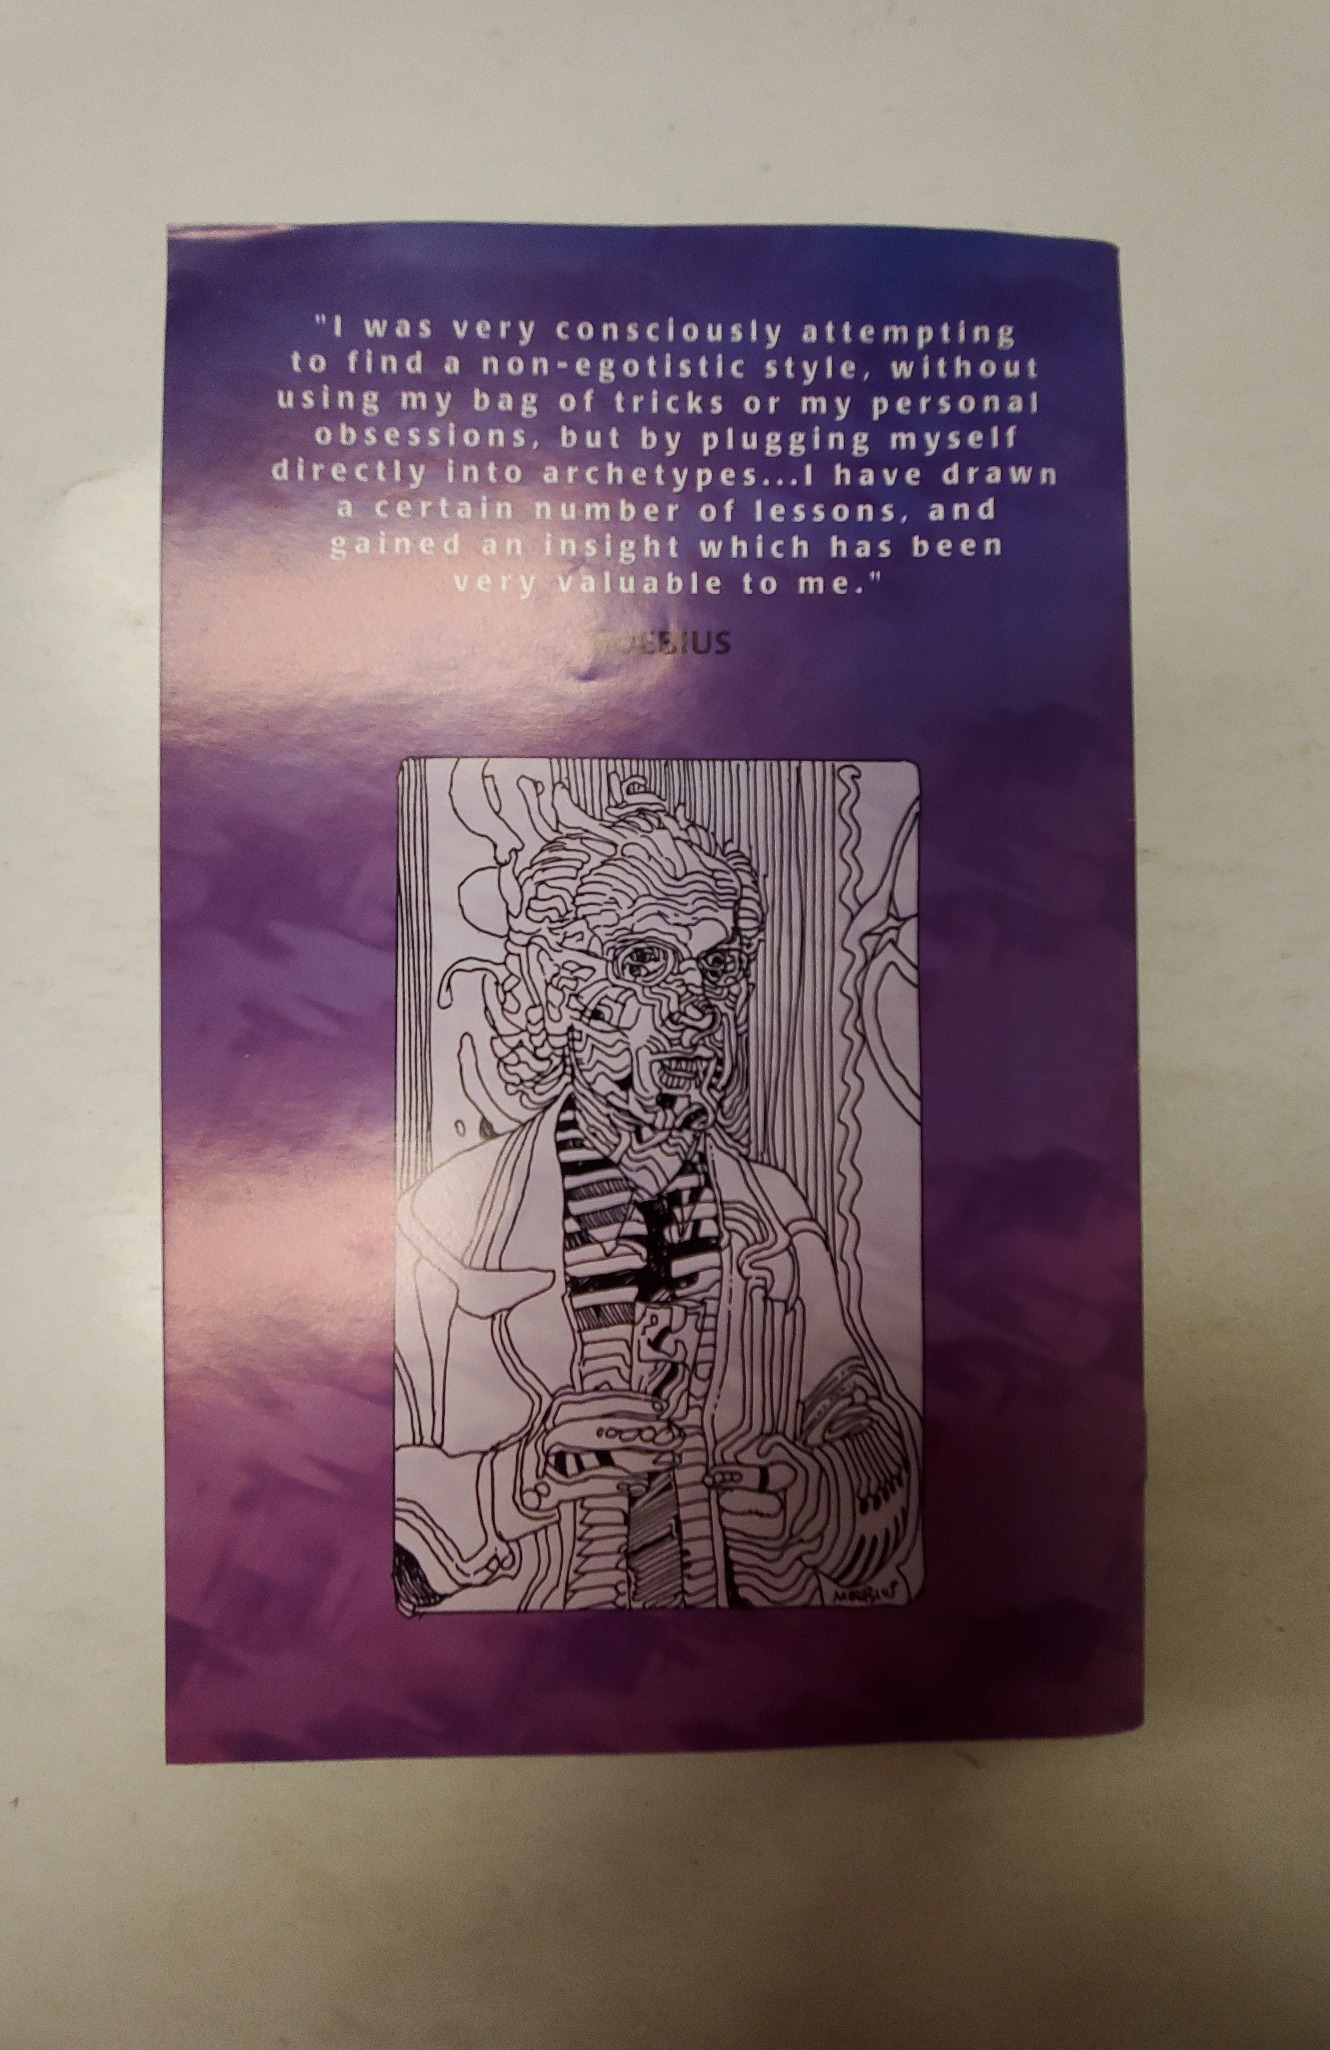 "I was very consciously attempting
to find a non-egotistic style, without
using my bag of tricks or my personal
obsessions, but by plugging myself
directly into archetypes...I have drawn
a certain number of lessons, and
gained an insight which has been
very valuable to me."
MOEBIUS
MOEBIUS